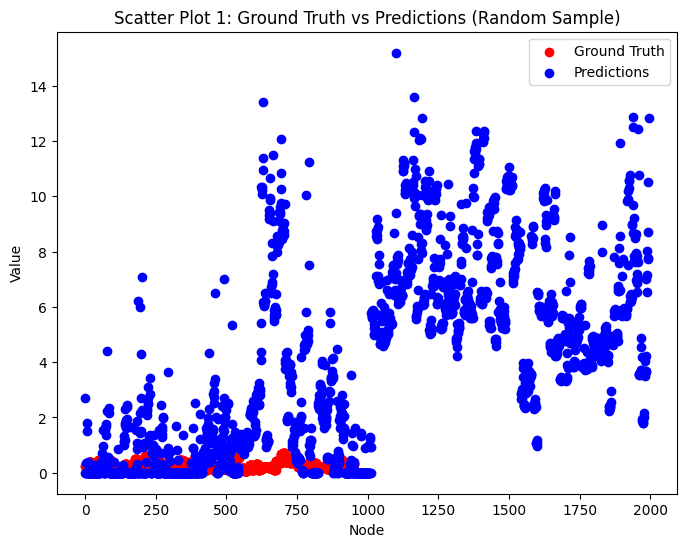 Scatter Plot 1: Ground Truth vs Predictions (Random Sample)
Ground Truth
Predictions
14
12
10
8
6
4
2
0
Value
0 250 500 750 1000 1250 1500 1750 2000
Node